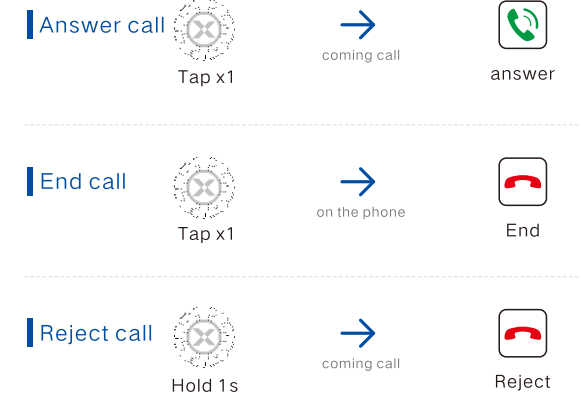 Answer call
Tap x1
coming call
answer
End call
Tap x1
on the phone
End
Reject call
Hold 1s
coming call
Reject